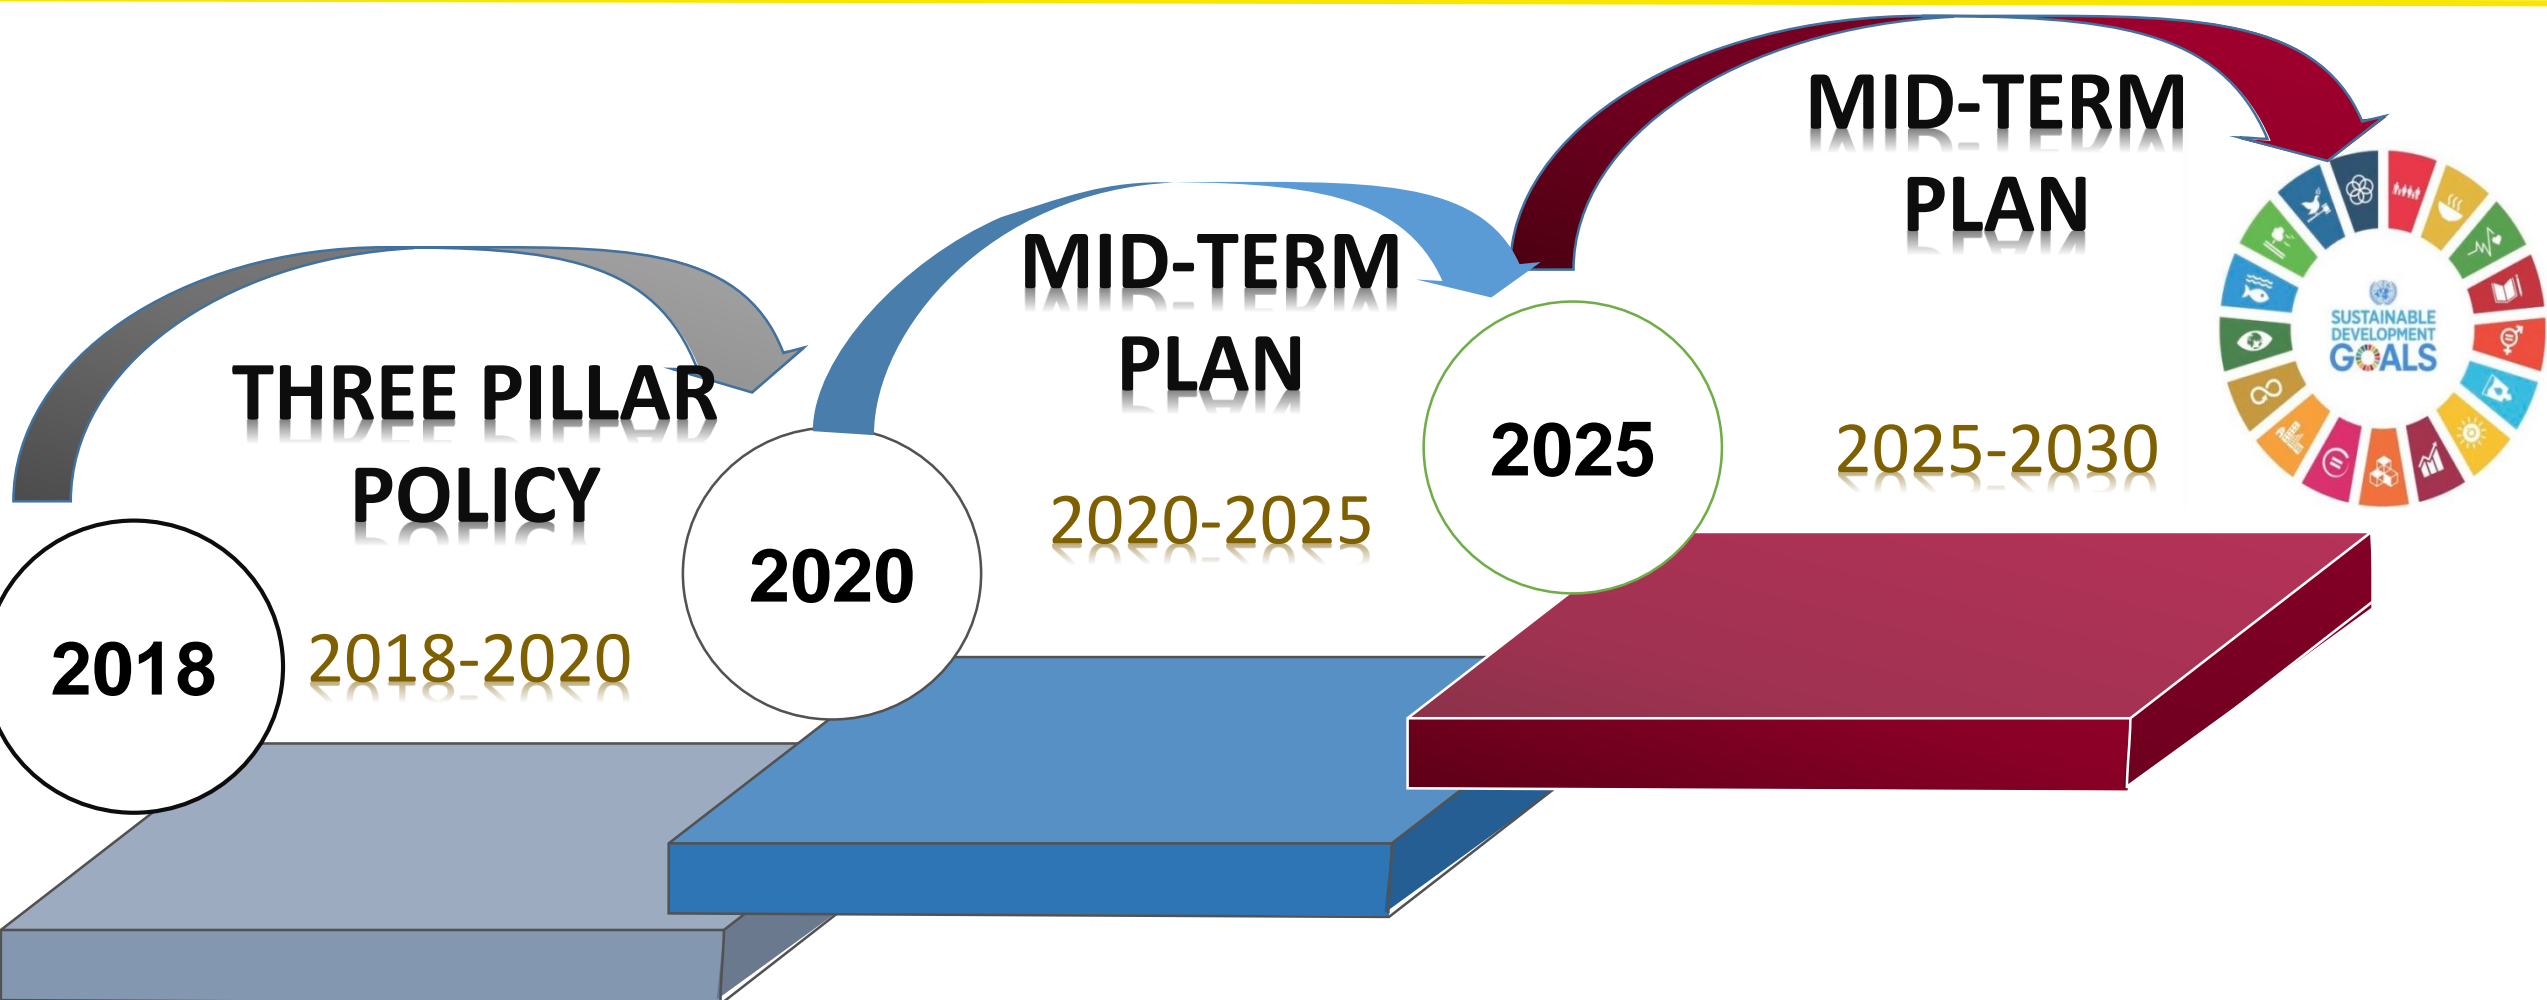 THREE PILLAR
POLICY
2018-2020
2018
MID-TERM
PLAN
2020-2025
2020
MID-TERM
PLAN
2025-2030
2025
SUSTAINABLE
DEVELOPMENT
GOALS